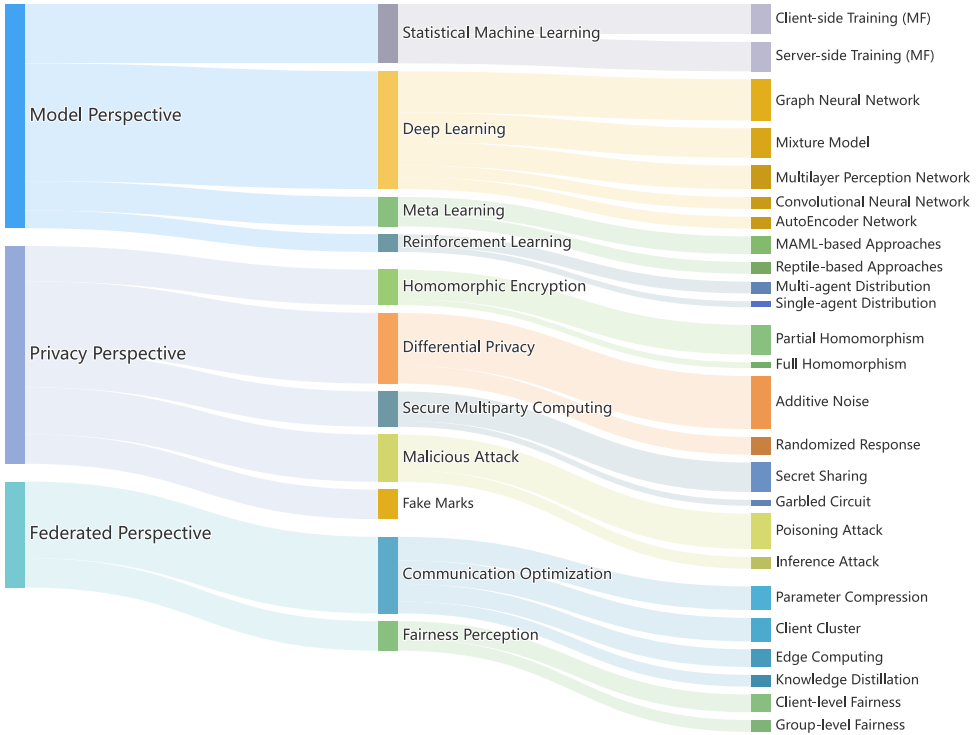 Model Perspective
Privacy Perspective
Federated Perspective
Statistical Machine Learning
Deep Learning
Meta Learning
Reinforcement Learning
Homomorphic Encryption
Differential Privacy
Secure Multiparty Computing
Malicious Attack
Fake Marks
Communication Optimization
Fairness Perception
Client-side Training (MF)
Server-side Training (MF)
Graph Neural Network
Mixture Model
Multilayer Perception Network
Convolutional Neural Network
AutoEncoder Network
MAML-based Approaches
Reptile-based Approaches
Multi-agent Distribution
Single-agent Distribution
Partial Homomorphism
Full Homomorphism
Additive Noise
Randomized Response
Secret Sharing
Garbled Circuit
Poisoning Attack
Inference Attack
Parameter Compression
Client Cluster
Edge Computing
Knowledge Distillation
Client-level Fairness
Group-level Fairness